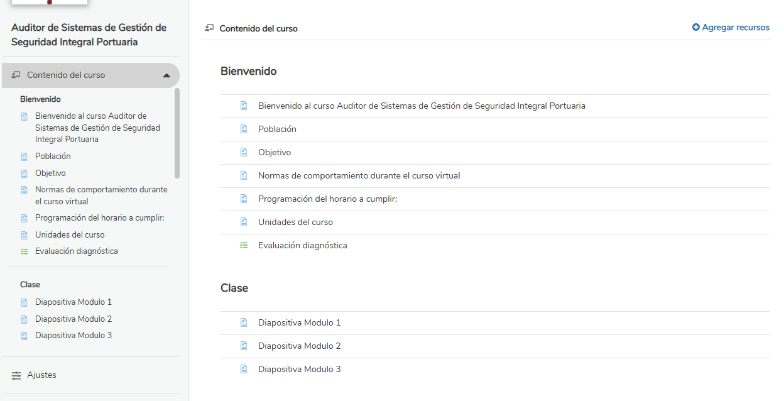 Auditor de Sistemas de Gestión de
Seguridad Integral Portuaria
Contenido del curso
Bienvenido
Bienvenido al curso Auditor de
Sistemas de Gestión de Seguridad
Integral Portuaria
Población
Objetivo
Normas de comportamiento durante
el curso virtual
Programación del horario a cumplir:
Unidades del curso
Evaluación diagnóstica
Clase
Diapositiva Modulo 1
Diapositiva Modulo 2
Diapositiva Modulo 3
Ajustes
Contenido del curso
Agregar recursos
Bienvenido
Bienvenido al curso Auditor de Sistemas de Gestión de Seguridad Integral Portuaria
Población
Objetivo
Normas de comportamiento durante el curso virtual
Programación del horario a cumplir:
Unidades del curso
Evaluación diagnóstica
Clase
Diapositiva Modulo 1
Diapositiva Modulo 2
Diapositiva Modulo 3